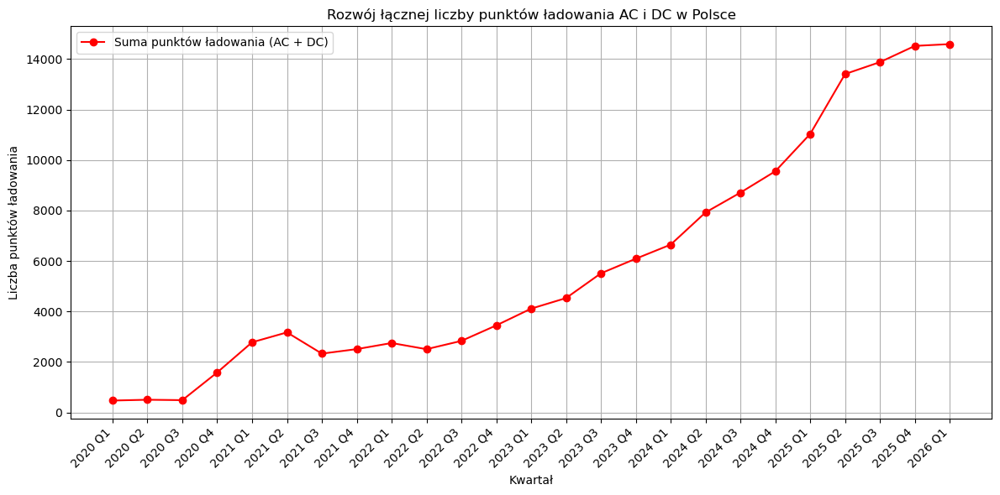 Rozwój łącznej liczby punktów ładowania AC i DC w Polsce
Suma punktów ładowania (AC + DC)
Liczba punktów ładowania
14000
12000
10000
8000
6000
4000
2000
0
2020 Q1
2020 Q2
2020 Q3
2020 Q4
2021 Q1
2021 Q2
2021 Q3
2021 Q4
2022 Q1
2022 Q2
2022 Q3
2022 Q4
2023 Q1
2023 Q2
2023 Q3
2023 Q4
2024 Q1
2024 Q2
2024 Q3
2024 Q4
2025 Q1
2025 Q2
2025 Q3
2025 Q4
2026 Q1
Kwartał